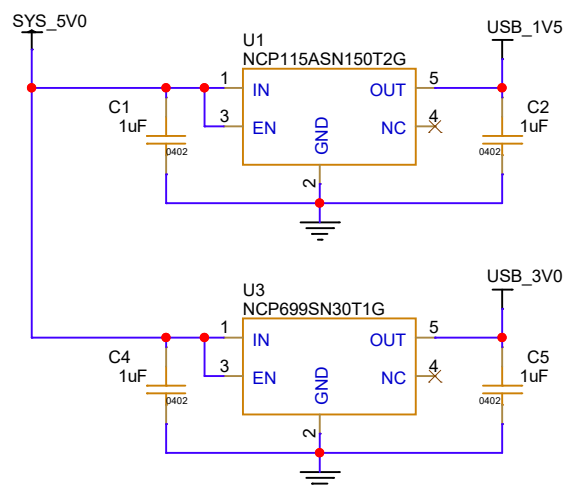 SYS_5V0
USB_1V5
U1
NCP115ASN150T2G
1 IN OUT 5
3 EN NC 4
GND
2
C1
1uF
0402
C2
1uF
0402
USB_3V0
U3
NCP699SN30T1G
1 IN OUT 5
3 EN NC 4
GND
2
C4
1uF
0402
C5
1uF
0402